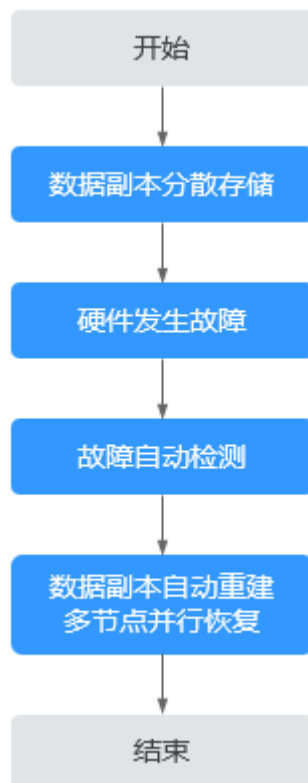 开始
数据副本分散存储
硬件发生故障
故障自动检测
数据副本自动重建
多节点并行恢复
结束